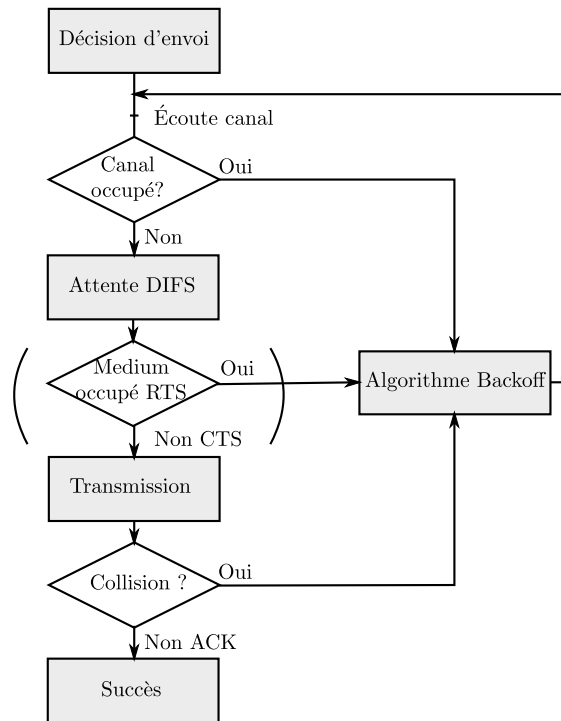 Décision d'envoi
Écoute canal
Canal
occupé?
Oui
Non
Attente DIFS
Medium
occupé RTS
Oui
Algorithme Backoff
Non CTS
Transmission
Collision ?
Oui
Non ACK
Succès